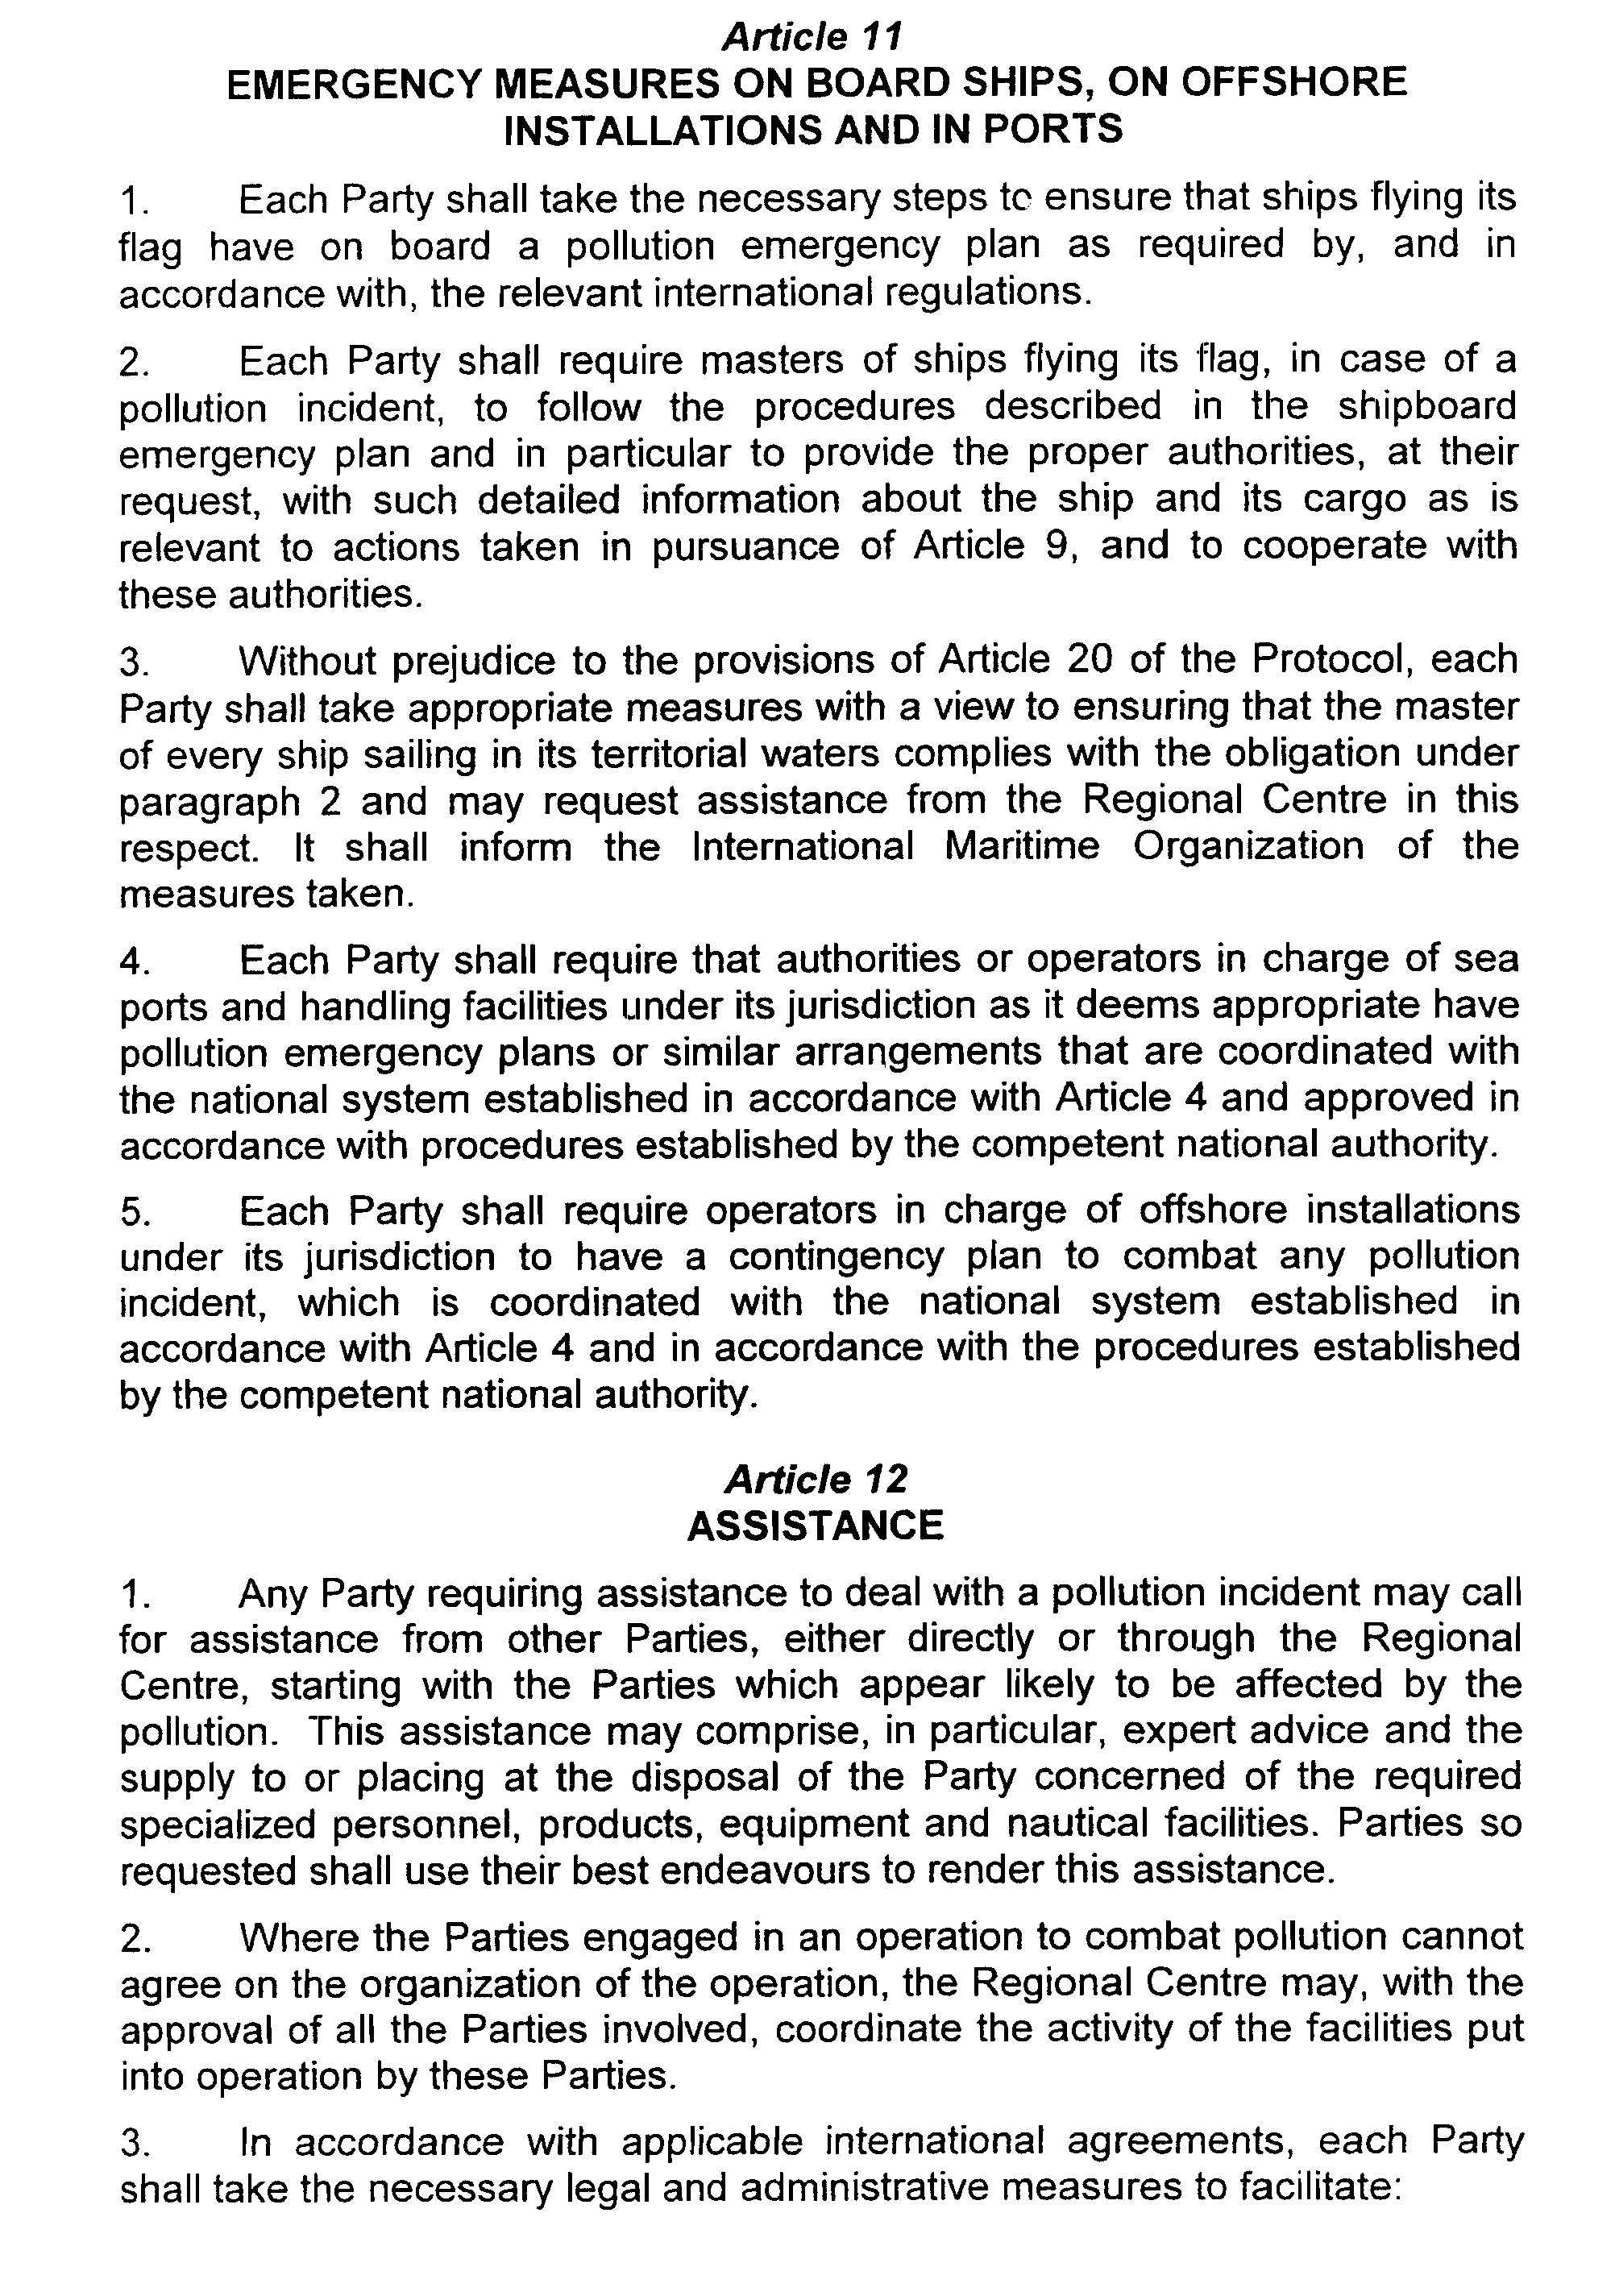 Article 11
EMERGENCY MEASURES ON BOARD SHIPS, ON OFFSHORE
INSTALLATIONS AND IN PORTS
1. Each Party shall take the necessary steps to ensure that ships flying its
flag have on board a pollution emergency plan as required by, and in
accordance with, the relevant international regulations.
2. Each Party shall require masters of ships flying its flag, in case of a
pollution incident, to follow the procedures described in the shipboard
emergency plan and in particular to provide the proper authorities, at their
request, with such detailed information about the ship and its cargo as is
relevant to actions taken in pursuance of Article 9, and to cooperate with
these authorities.
3. Without prejudice to the provisions of Article 20 of the Protocol, each
Party shall take appropriate measures with a view to ensuring that the master
of every ship sailing in its territorial waters complies with the obligation under
paragraph 2 and may request assistance from the Regional Centre in this
respect. It shall inform the International Maritime Organization of the
measures taken.
4. Each Party shall require that authorities or operators in charge of sea
ports and handling facilities under its jurisdiction as it deems appropriate have
pollution emergency plans or similar arrangements that are coordinated with
the national system established in accordance with Article 4 and approved in
accordance with procedures established by the competent national authority.
5. Each Party shall require operators in charge of offshore installations
under its jurisdiction to have a contingency plan to combat any pollution
incident, which is coordinated with the national system established in
accordance with Article 4 and in accordance with the procedures established
by the competent national authority.
Article 12
ASSISTANCE
1. Any Party requiring assistance to deal with a pollution incident may call
for assistance from other Parties, either directly or through the Regional
Centre, starting with the Parties which appear likely to be affected by the
pollution. This assistance may comprise, in particular, expert advice and the
supply to or placing at the disposal of the Party concerned of the required
specialized personnel, products, equipment and nautical facilities. Parties so
requested shall use their best endeavours to render this assistance.
2. Where the Parties engaged in an operation to combat pollution cannot
agree on the organization of the operation, the Regional Centre may, with the
approval of all the Parties involved, coordinate the activity of the facilities put
into operation by these Parties.
3. In accordance with applicable international agreements, each Party
shall take the necessary legal and administrative measures to facilitate: